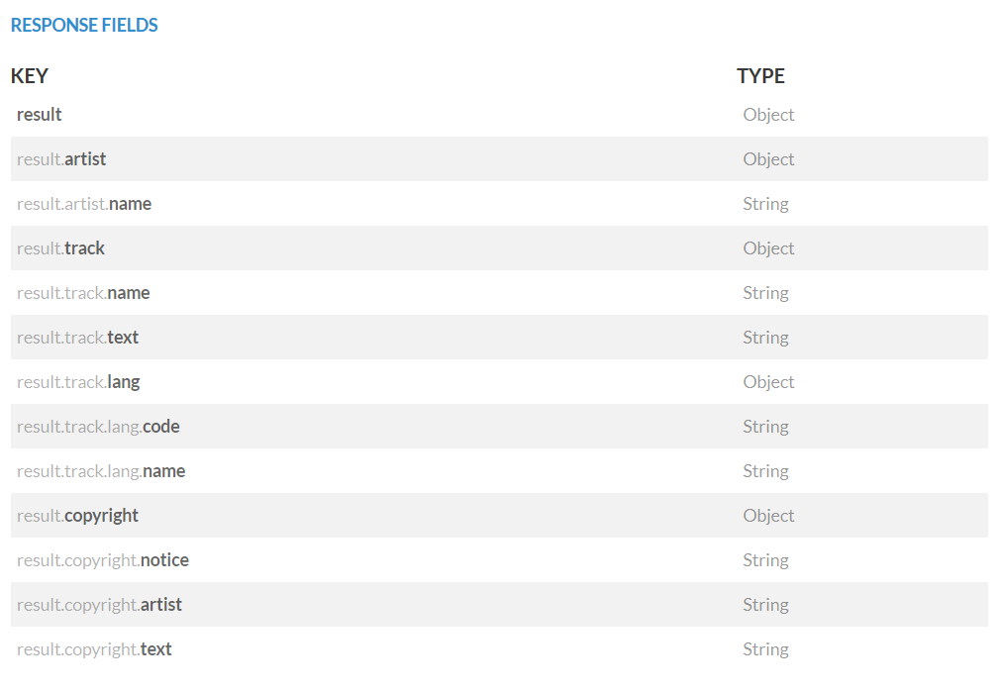 RESPONSE FIELDS
KEY TYPE
result Object
result.artist Object
result.artist.name String
result.track Object
result.track.name String
result.track.text String
result.track.lang Object
result.track.lang.code String
result.track.lang.name String
result.copyright Object
result.copyright.notice String
result.copyright.artist String
result.copyright.text String